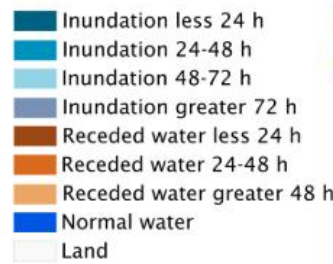 Inundation less 24 h
Inundation 24-48 h
Inundation 48-72 h
Inundation greater 72 h
Receded water less 24 h
Receded water 24-48 h
Receded water greater 48 h
Normal water
Land